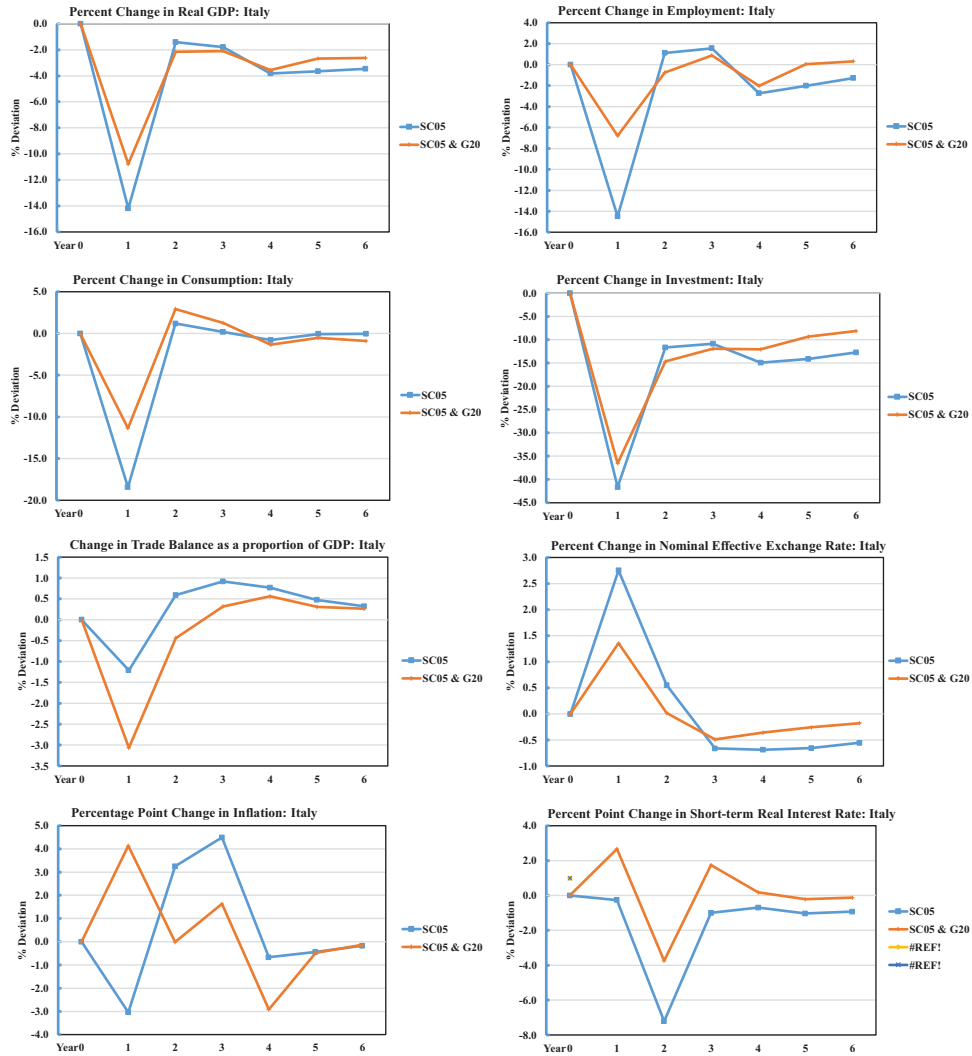 Percent Change in Real GDP: Italy
0.0
-2.0
-4.0
-6.0
-8.0
-10.0
-12.0
-14.0
-16.0
% Deviation
Year 0 1 2 3 4 5 6
SC05
SC05 & G20
Percent Change in Employment: Italy
4.0
2.0
0.0
-2.0
-4.0
-6.0
-8.0
-10.0
-12.0
-14.0
-16.0
% Deviation
Year 0 1 2 3 4 5 6
SC05
SC05 & G20
Percent Change in Consumption: Italy
5.0
0.0
-5.0
-10.0
-15.0
-20.0
% Deviation
Year 0 1 2 3 4 5 6
SC05
SC05 & G20
Percent Change in Investment: Italy
0.0
-5.0
-10.0
-15.0
-20.0
-25.0
-30.0
-35.0
-40.0
-45.0
% Deviation
Year 0 1 2 3 4 5 6
SC05
SC05 & G20
Change in Trade Balance as a proportion of GDP: Italy
1.5
1.0
0.5
0.0
-0.5
-1.0
-1.5
-2.0
-2.5
-3.0
-3.5
% Deviation
Year 0 1 2 3 4 5 6
SC05
SC05 & G20
Percent Change in Nominal Effective Exchange Rate: Italy
3.0
2.5
2.0
1.5
1.0
0.5
0.0
-0.5
-1.0
% Deviation
Year 0 1 2 3 4 5 6
SC05
SC05 & G20
Percentage Point Change in Inflation: Italy
5.0
4.0
3.0
2.0
1.0
0.0
-1.0
-2.0
-3.0
-4.0
% Deviation
Year 0 1 2 3 4 5 6
SC05
SC05 & G20
Percent Point Change in Short-term Real Interest Rate: Italy
4.0
2.0
0.0
-2.0
-4.0
-6.0
-8.0
% Deviation
Year 0 1 2 3 4 5 6
SC05
SC05 & G20
#REF!
#REF!